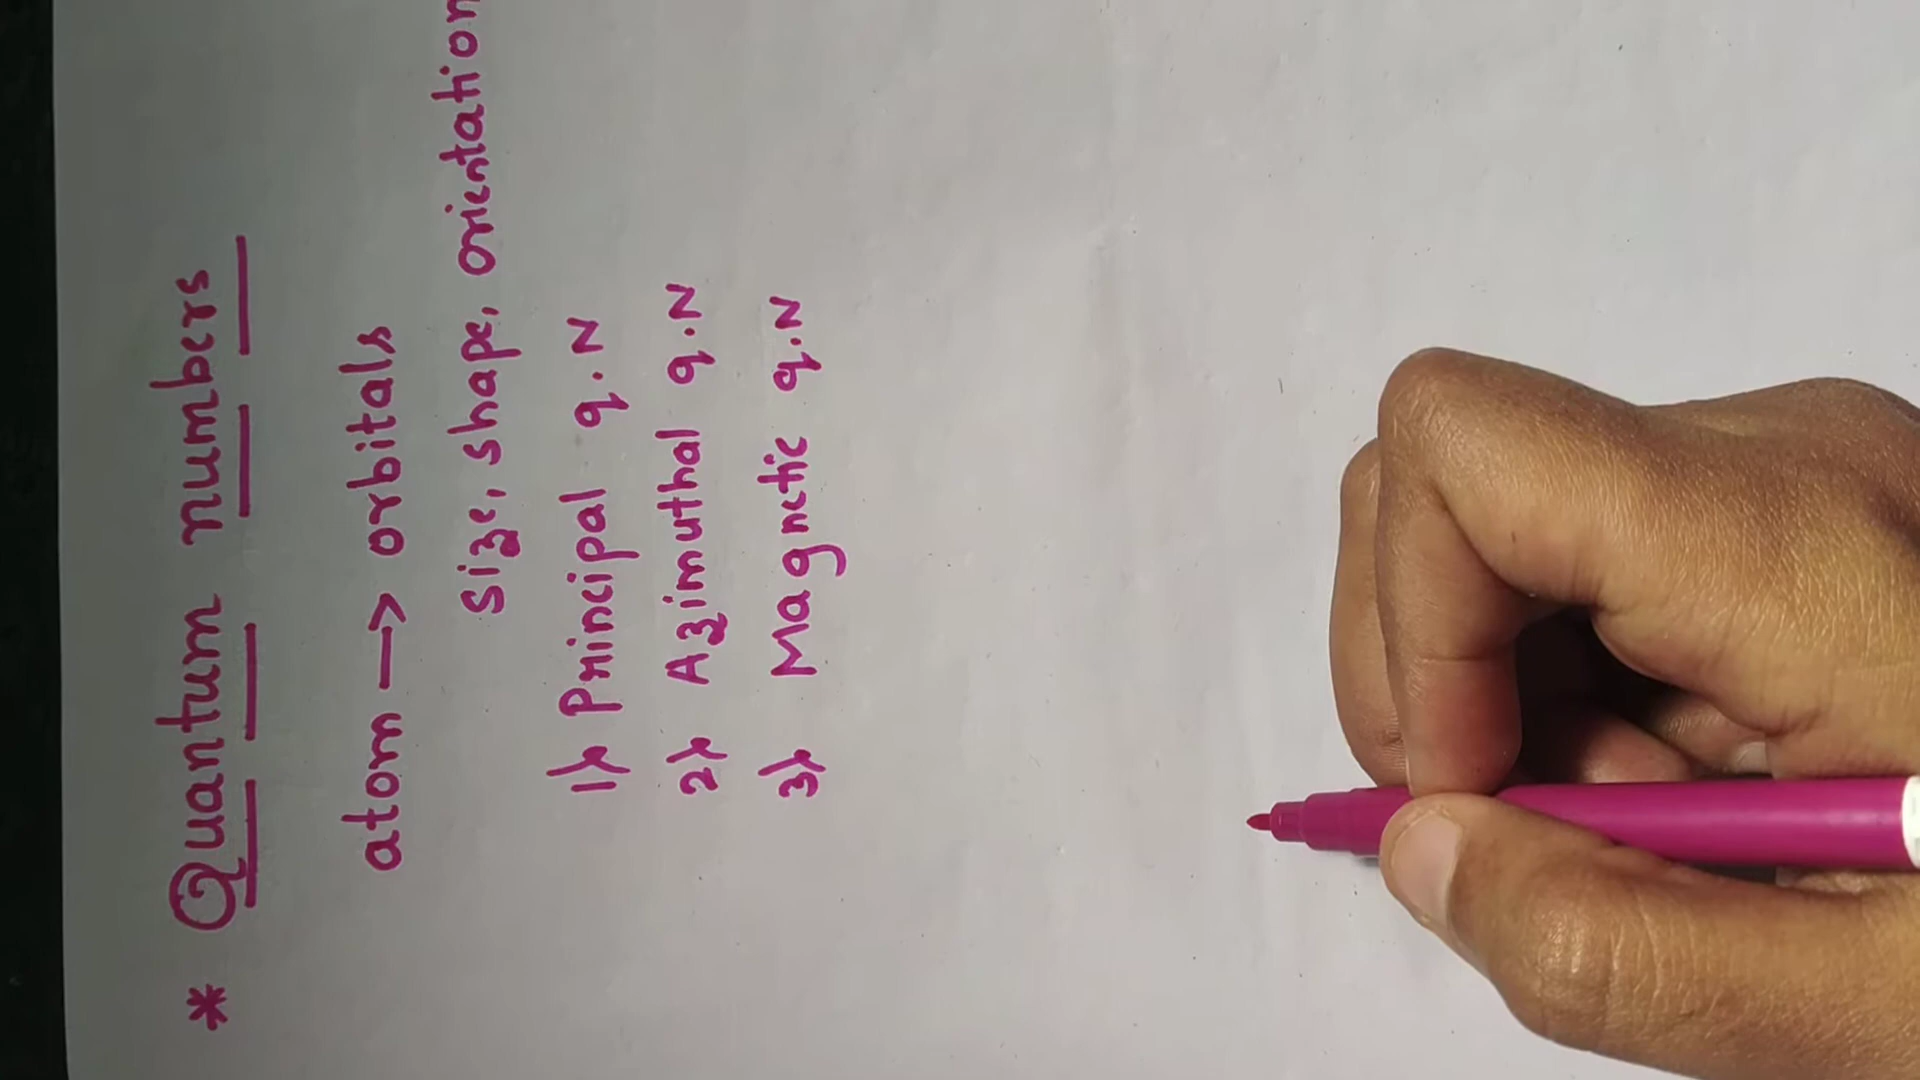 * Quantum numbers
atom → orbitals
size, shape, orientation
1) Principal q.N
2) Azimuthal q.N
3) Magnetic q.N